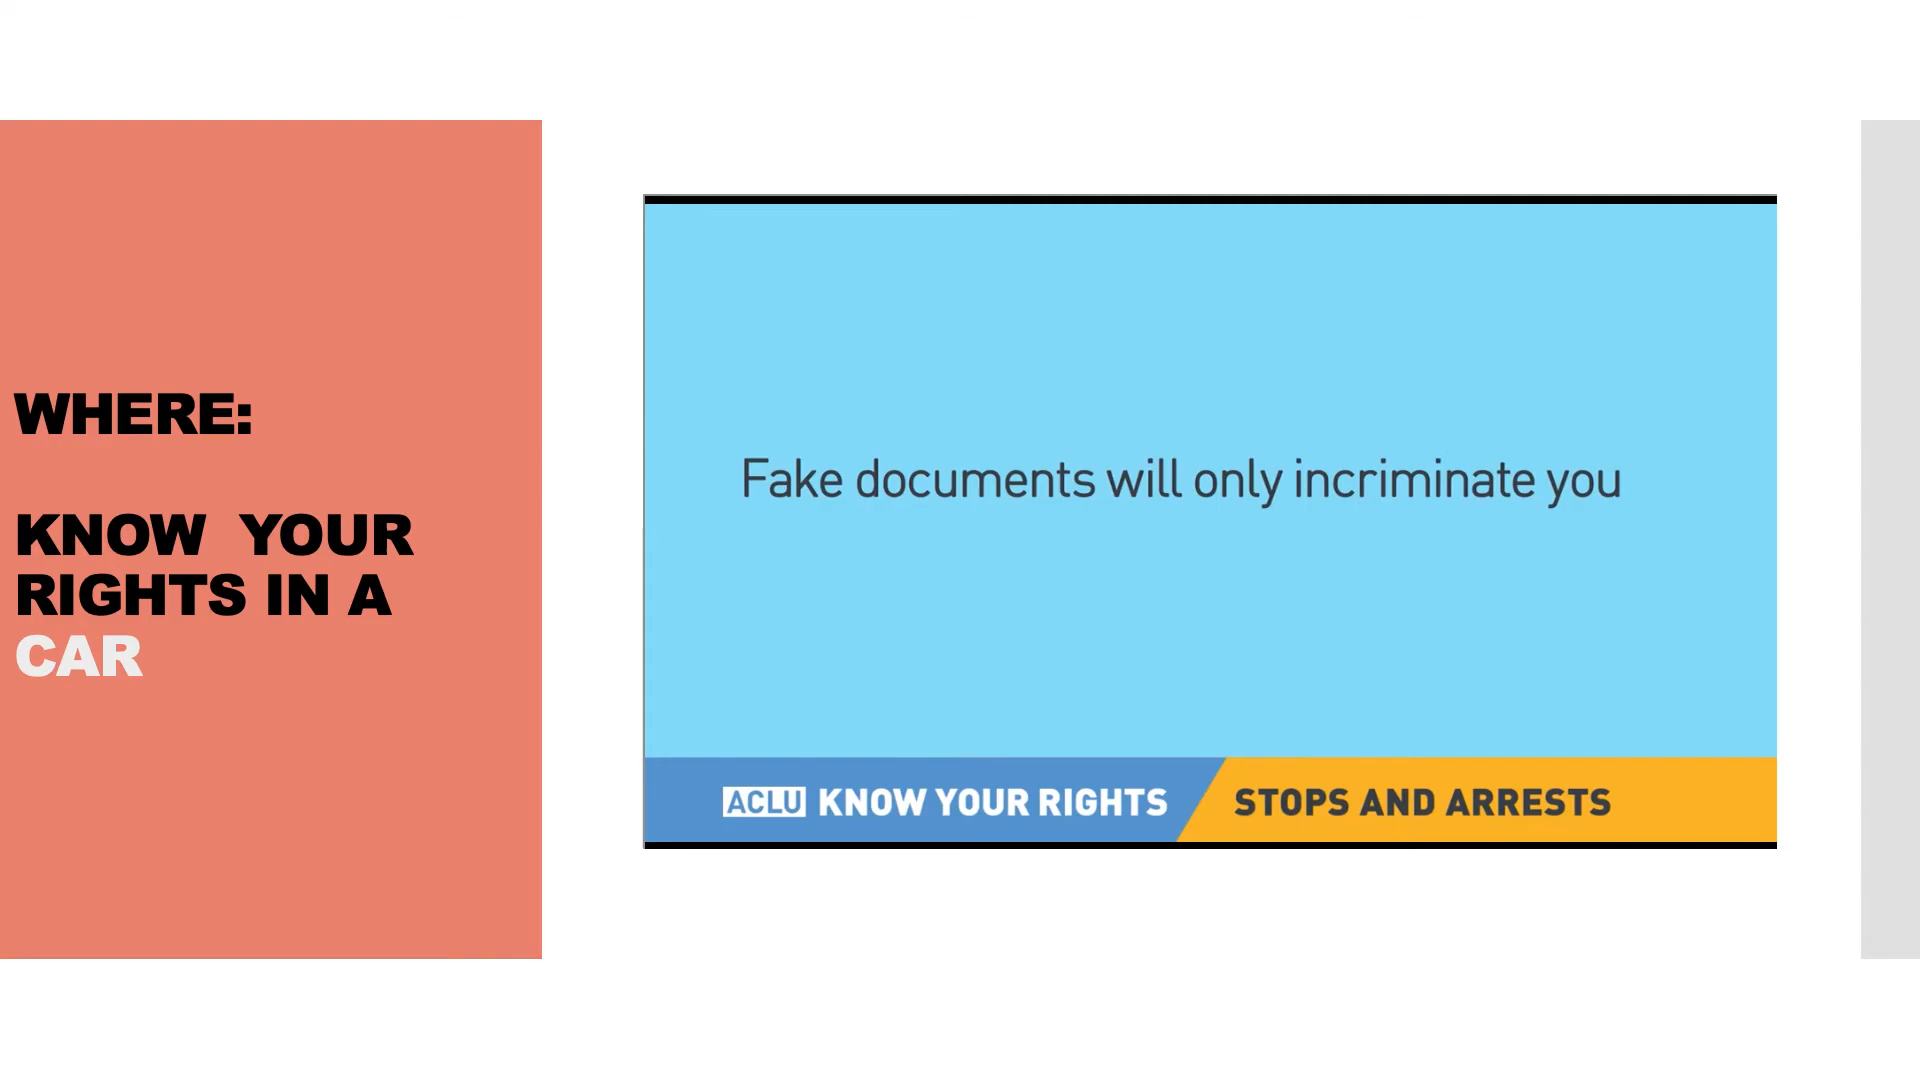 WHERE:
KNOW YOUR
RIGHTS IN A
CAR
Fake documents will only incriminate you
ACLU KNOW YOUR RIGHTS
STOPS AND ARRESTS